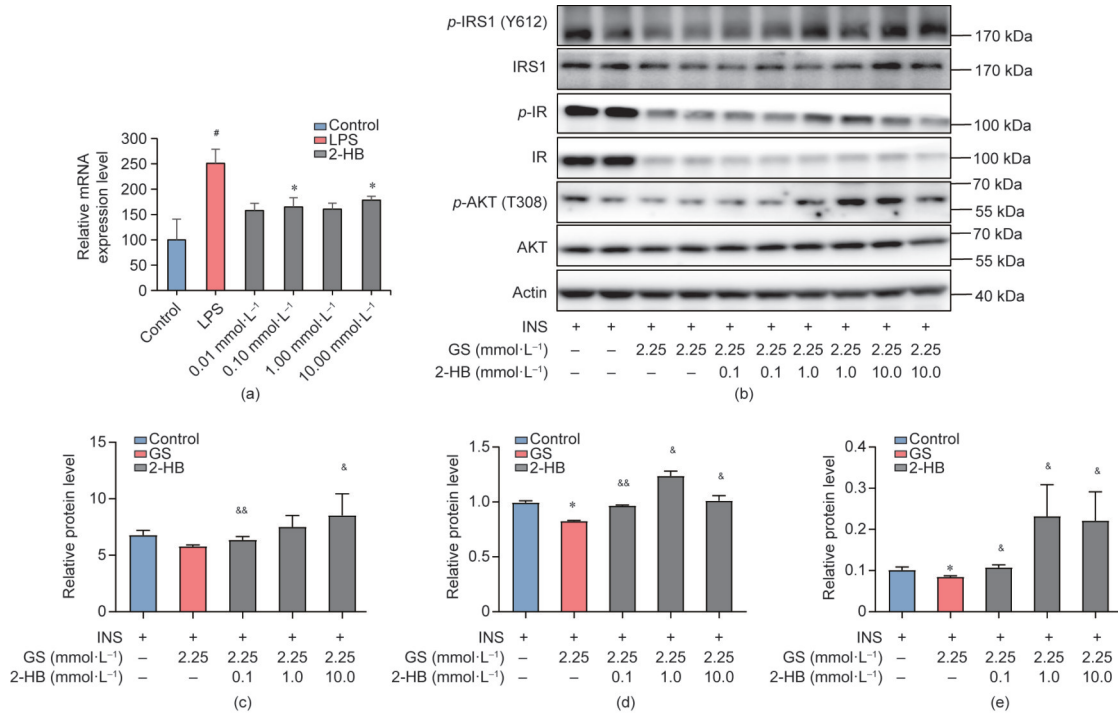 Control
LPS
2-HB
#
*
*
Relative mRNA
expression level
300
250
200
150
100
50
0
Control
LPS
0.01 mmol·L−1
0.10 mmol·L−1
1.00 mmol·L−1
10.00 mmol·L−1
(a)
p-IRS1 (Y612)
170 kDa
IRS1
170 kDa
p-IR
100 kDa
IR
100 kDa
p-AKT (T308)
70 kDa
55 kDa
AKT
70 kDa
55 kDa
Actin
40 kDa
INS + + + + + + + + + +
GS (mmol·L−1) – – 2.25 2.25 2.25 2.25 2.25 2.25 2.25 2.25
2-HB (mmol·L−1) – – – – 0.1 0.1 1.0 1.0 10.0 10.0
(b)
Control
GS
2-HB
&&
&
Relative protein level
15
10
5
0
INS + + + + +
GS (mmol·L−1) – 2.25 2.25 2.25 2.25
2-HB (mmol·L−1) – – 0.1 1.0 10.0
(c)
Control
GS
2-HB
*
&&
&
&
Relative protein level
1.5
1.0
0.5
0
INS + + + + +
GS (mmol·L−1) – 2.25 2.25 2.25 2.25
2-HB (mmol·L−1) – – 0.1 1.0 10.0
(d)
Control
GS
2-HB
*
&
&
&
Relative protein level
0.4
0.3
0.2
0.1
0
INS + + + + +
GS (mmol·L−1) – 2.25 2.25 2.25 2.25
2-HB (mmol·L−1) – – 0.1 1.0 10.0
(e)